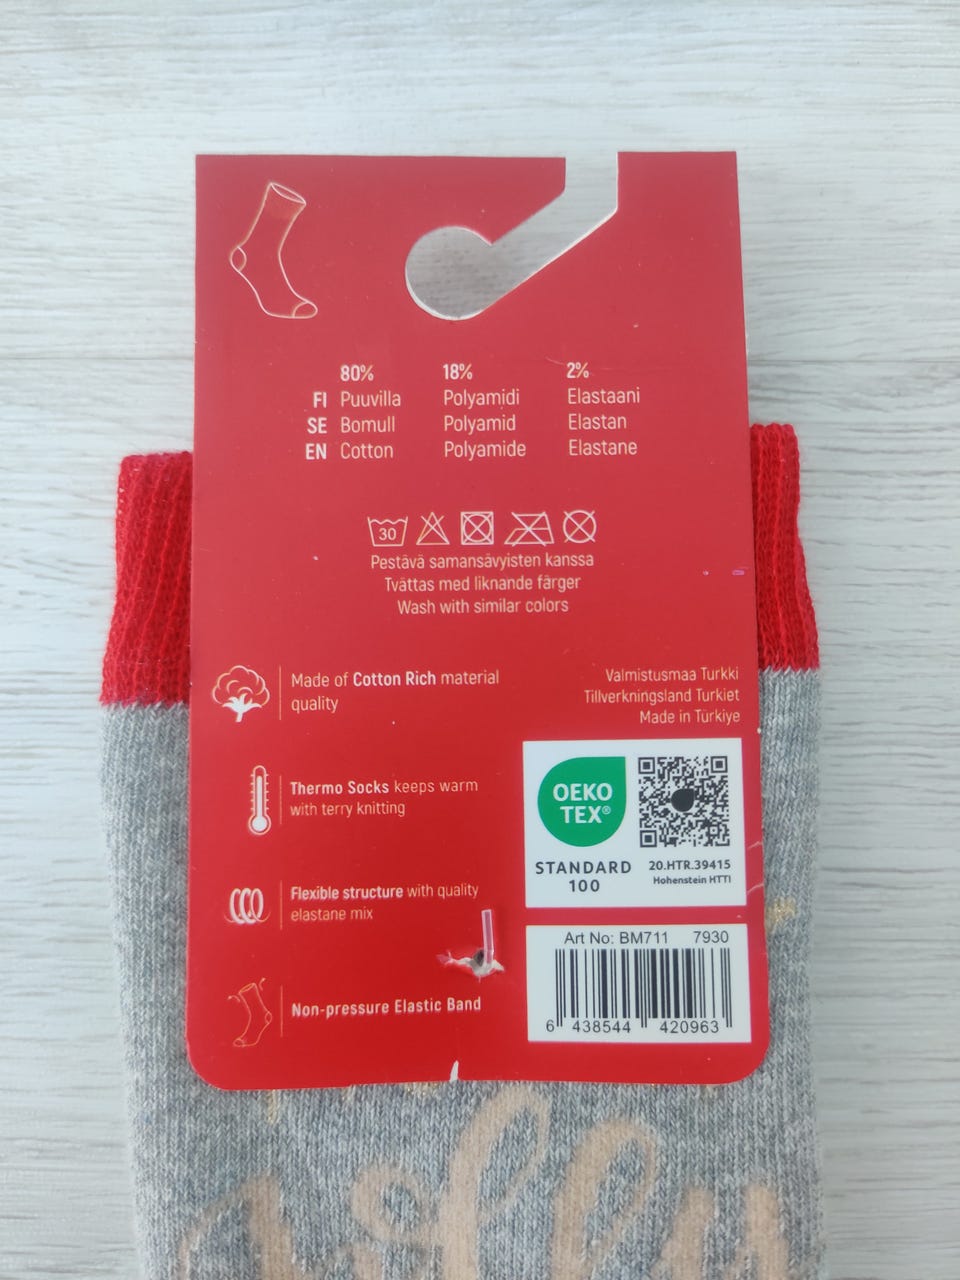 80% 18% 2%
FI Puuvilla Polyamidi Elastaani
SE Bomull Polyamid Elastan
EN Cotton Polyamide Elastane
30
Pestävä samansävyisten kanssa
Tvättas med liknande färger
Wash with similar colors
Made of Cotton Rich material
quality
Valmistusmaa Turkki
Tillverkningsland Turkiet
Made in Türkiye
Thermo Socks keeps warm
with terry knitting
OEKO
TEX®
STANDARD
100
20.HTR.39415
Hohenstein HTTI
Flexible structure with quality
elastane mix
Art No: BM711 7930
6 438544 420963
Non-pressure Elastic Band